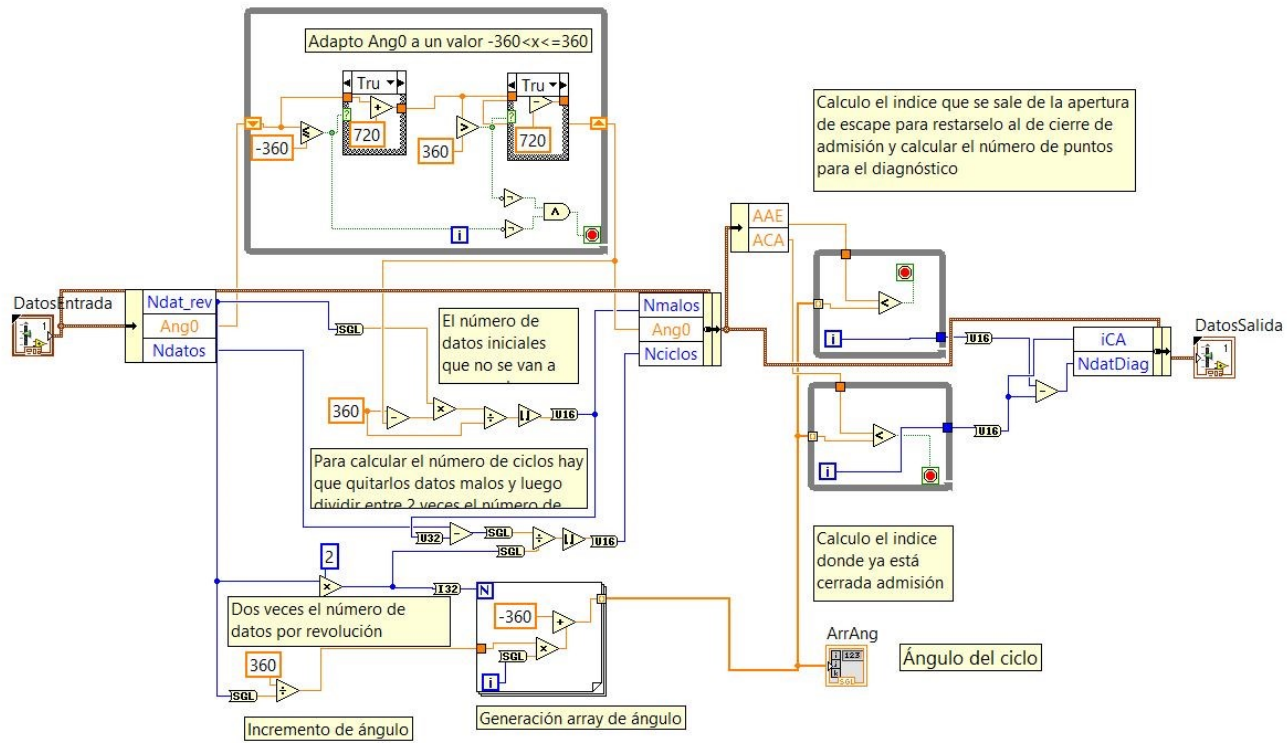 Adapto Ang0 a un valor -360<x<=360
Tru
Tru
720
720
-360
360
i
Calculo el indice que se sale de la apertura
de escape para restarselo al de cierre de
admisión y calcular el número de puntos
para el diagnóstico
AAE
ACA
DatosEntrada
Ndat_rev
Ang0
Ndatos
SGL
El número de
datos iniciales
que no se van a
Nmalos
Ang0
Nciclos
i
U16
iCA
NdatDiag
DatosSalida
360
U16
i
U16
Para calcular el número de ciclos hay
que quitarlos datos malos y luego
dividir entre 2 veces el número de
U32
SGL
SGL
U16
2
I32
N
Calculo el indice
donde ya está
cerrada admisión
Dos veces el número de
datos por revolución
-360
SGL
i
360
SGL
ArrAng
123
SGL
Ángulo del ciclo
Incremento de ángulo
Generación array de ángulo